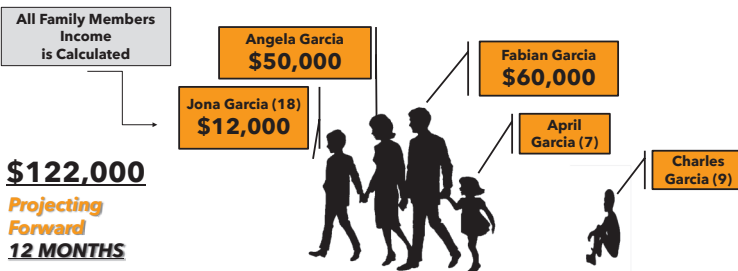 All Family Members
Income
is Calculated
Angela Garcia
$50,000
Fabian Garcia
$60,000
Jona Garcia (18)
$12,000
April
Garcia (7)
Charles
Garcia (9)
$122,000
Projecting
Forward
12 MONTHS